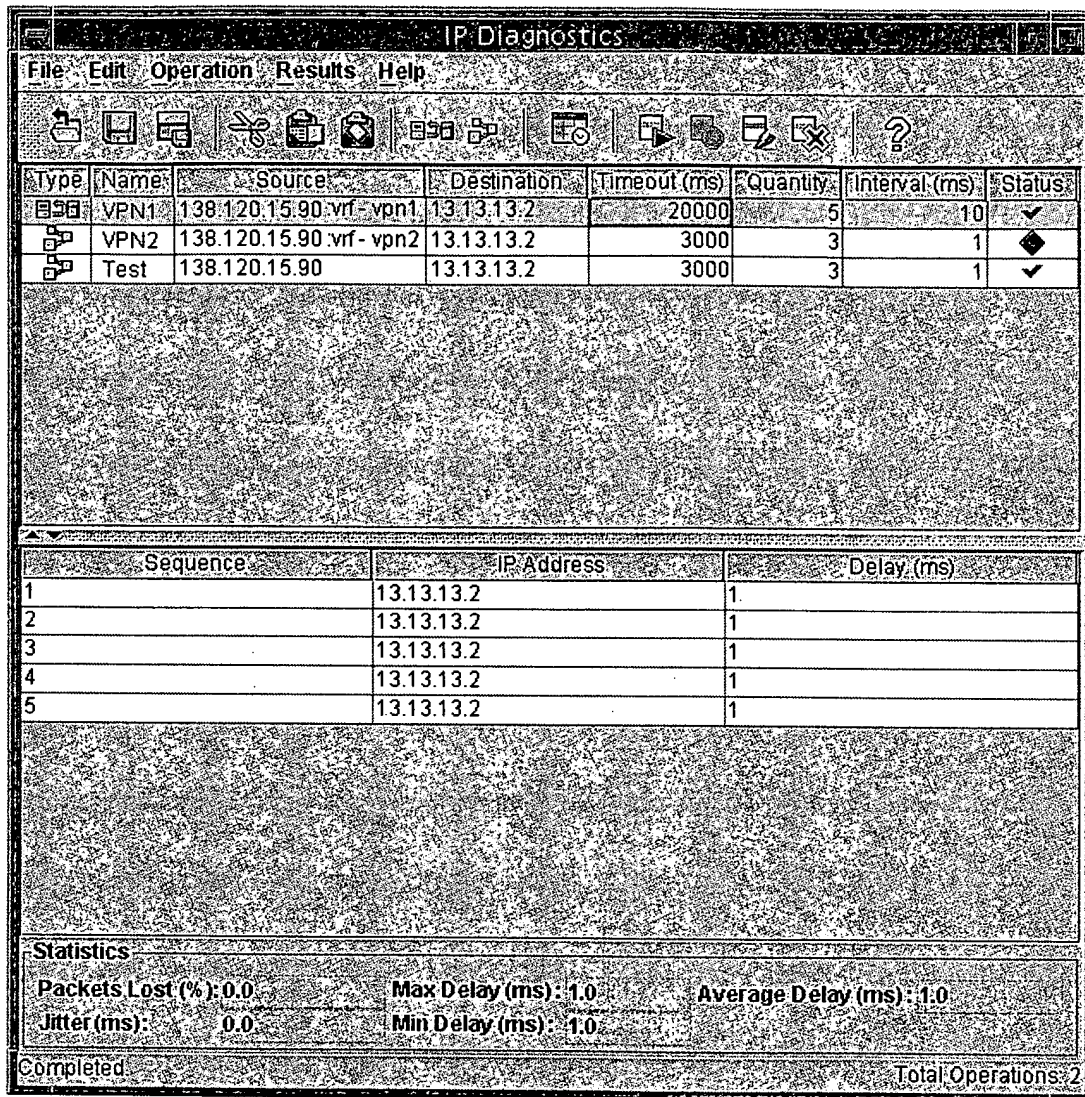 IP Diagnostics
File Edit Operation Results Help
Type Name Source Destination Timeout (ms) Quantity Interval (ms) Status
VPN1 138.120.15.90 :vrf - vpn1 13.13.13.2 20000 5 10
VPN2 138.120.15.90 :vrf - vpn2 13.13.13.2 3000 3 1
Test 138.120.15.90 13.13.13.2 3000 3 1
Sequence IP Address Delay (ms)
1 13.13.13.2 1
2 13.13.13.2 1
3 13.13.13.2 1
4 13.13.13.2 1
5 13.13.13.2 1
Statistics
Packets Lost (%): 0.0 Max Delay (ms): 1.0 Average Delay (ms): 1.0
Jitter (ms): 0.0 Min Delay (ms): 1.0
Completed Total Operations: 2